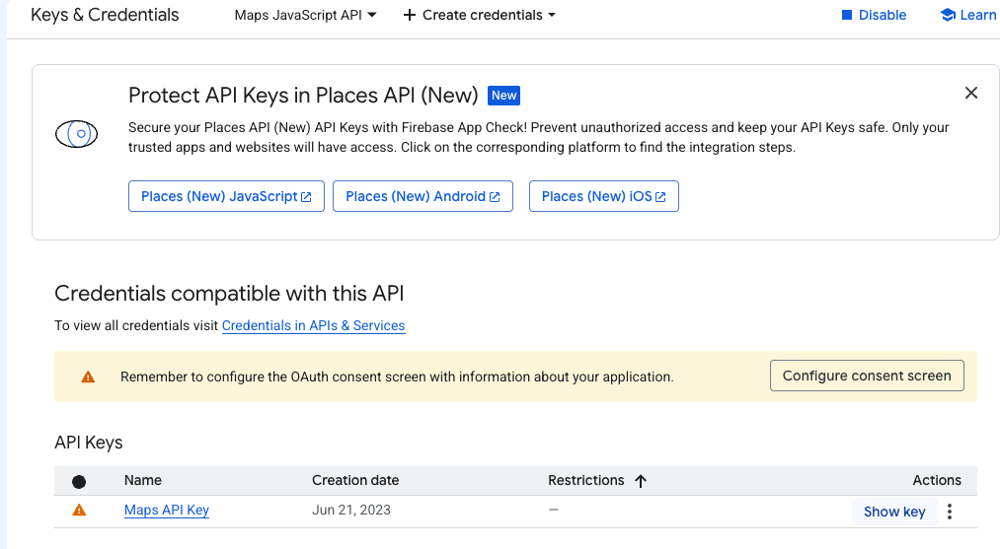 Keys & Credentials Maps JavaScript API Create credentials Disable Learn
Protect API Keys in Places API (New) New
Secure your Places API (New) API Keys with Firebase App Check! Prevent unauthorized access and keep your API Keys safe. Only your
trusted apps and websites will have access. Click on the corresponding platform to find the integration steps.
Places (New) JavaScript Places (New) Android Places (New) iOS
Credentials compatible with this API
To view all credentials visit Credentials in APIs & Services
Remember to configure the OAuth consent screen with information about your application. Configure consent screen
API Keys
Name Creation date Restrictions Actions
Maps API Key Jun 21, 2023 — Show key